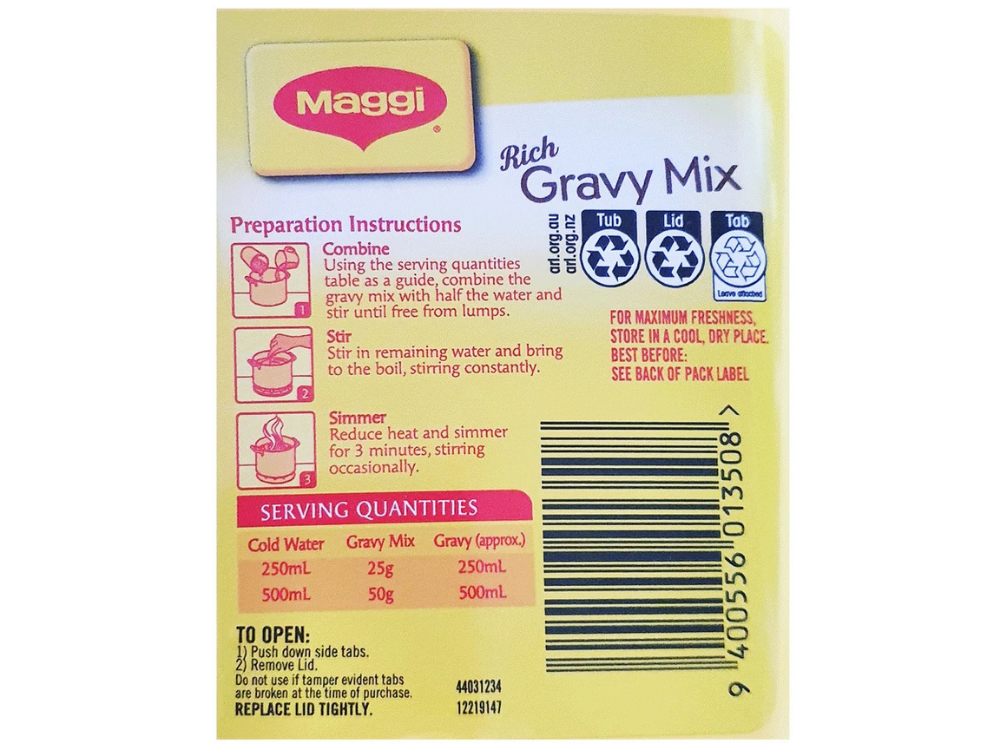 Maggi
®
Rich
Gravy Mix
Preparation Instructions
1
Combine
Using the serving quantities
table as a guide, combine the
gravy mix with half the water and
stir until free from lumps.
2
Stir
Stir in remaining water and bring
to the boil, stirring constantly.
3
Simmer
Reduce heat and simmer
for 3 minutes, stirring
occasionally.
SERVING QUANTITIES
Cold Water Gravy Mix Gravy (approx.)
250mL 25g 250mL
500mL 50g 500mL
TO OPEN:
1) Push down side tabs.
2) Remove Lid.
Do not use if tamper evident tabs
are broken at the time of purchase.
REPLACE LID TIGHTLY.
44031234
12219147
arl.org.au
arl.org.nz
Tub Lid Tab
Leave attached
FOR MAXIMUM FRESHNESS,
STORE IN A COOL, DRY PLACE.
BEST BEFORE:
SEE BACK OF PACK LABEL
9 400556 013508 >